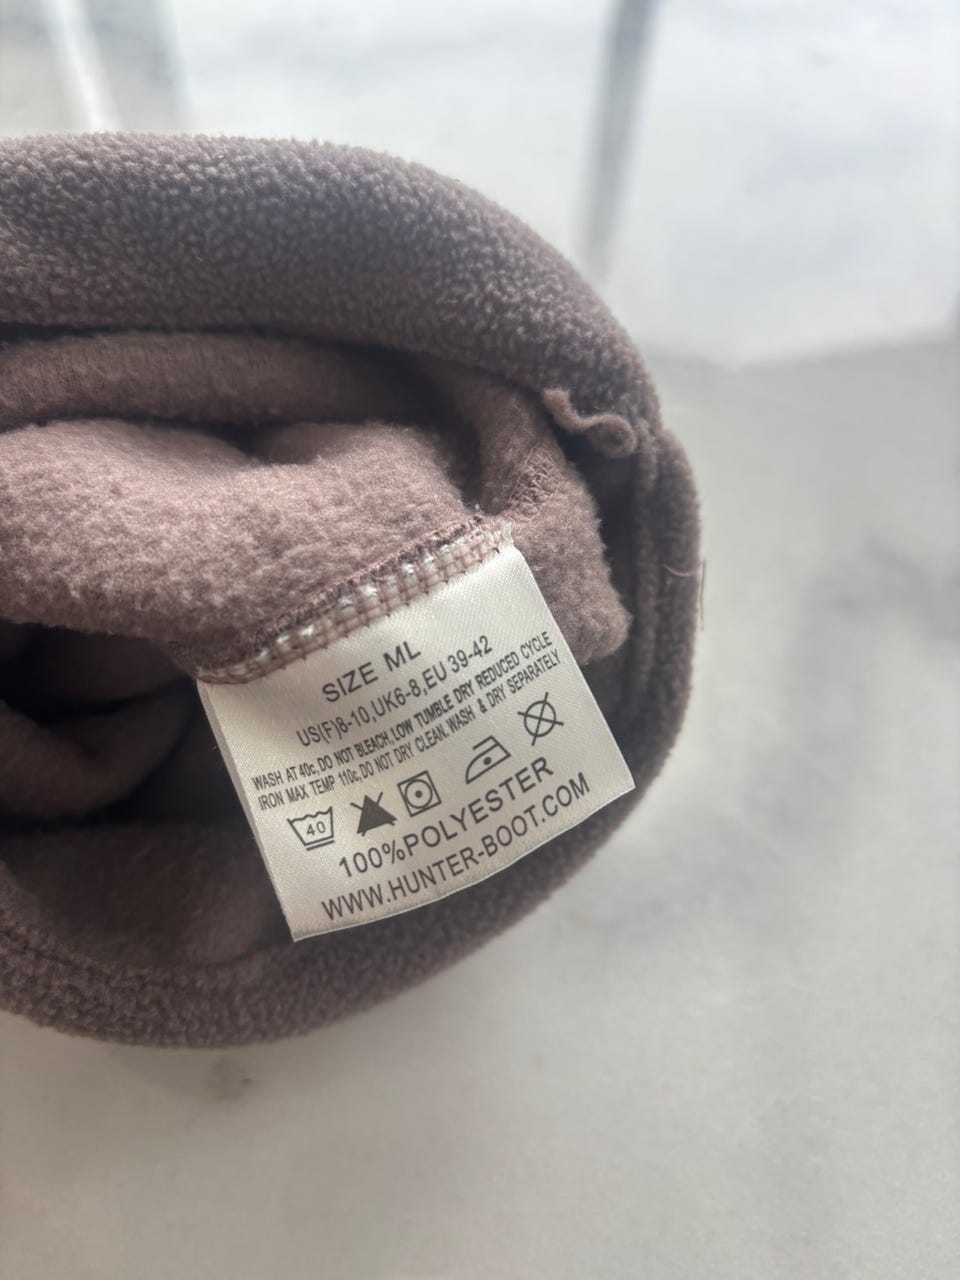 SIZE ML
US(F)8-10,UK6-8,EU 39-42
WASH AT 40c,DO NOT BLEACH,LOW TUMBLE DRY REDUCED CYCLE
IRON MAX TEMP 110c,DO NOT DRY CLEAN. WASH & DRY SEPARATELY
40
100%POLYESTER
WWW.HUNTER-BOOT.COM